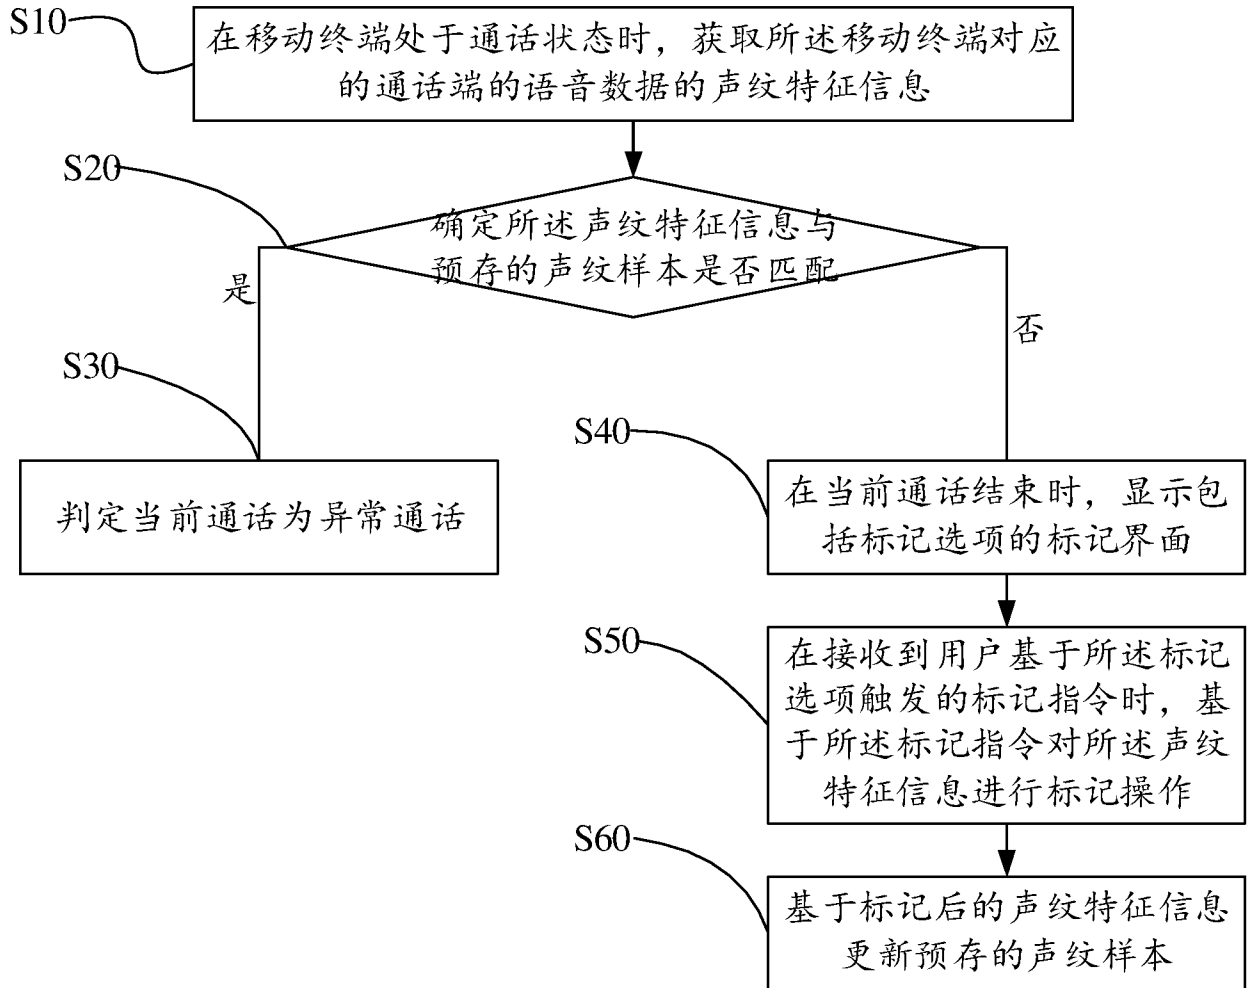 S10
在移动终端处于通话状态时，获取所述移动终端对应
的通话端的语音数据的声纹特征信息
S20
确定所述声纹特征信息与
预存的声纹样本是否匹配
是
否
S30
判定当前通话为异常通话
S40
在当前通话结束时，显示包
括标记选项的标记界面
S50
在接收到用户基于所述标记
选项触发的标记指令时，基
于所述标记指令对所述声纹
特征信息进行标记操作
S60
基于标记后的声纹特征信息
更新预存的声纹样本